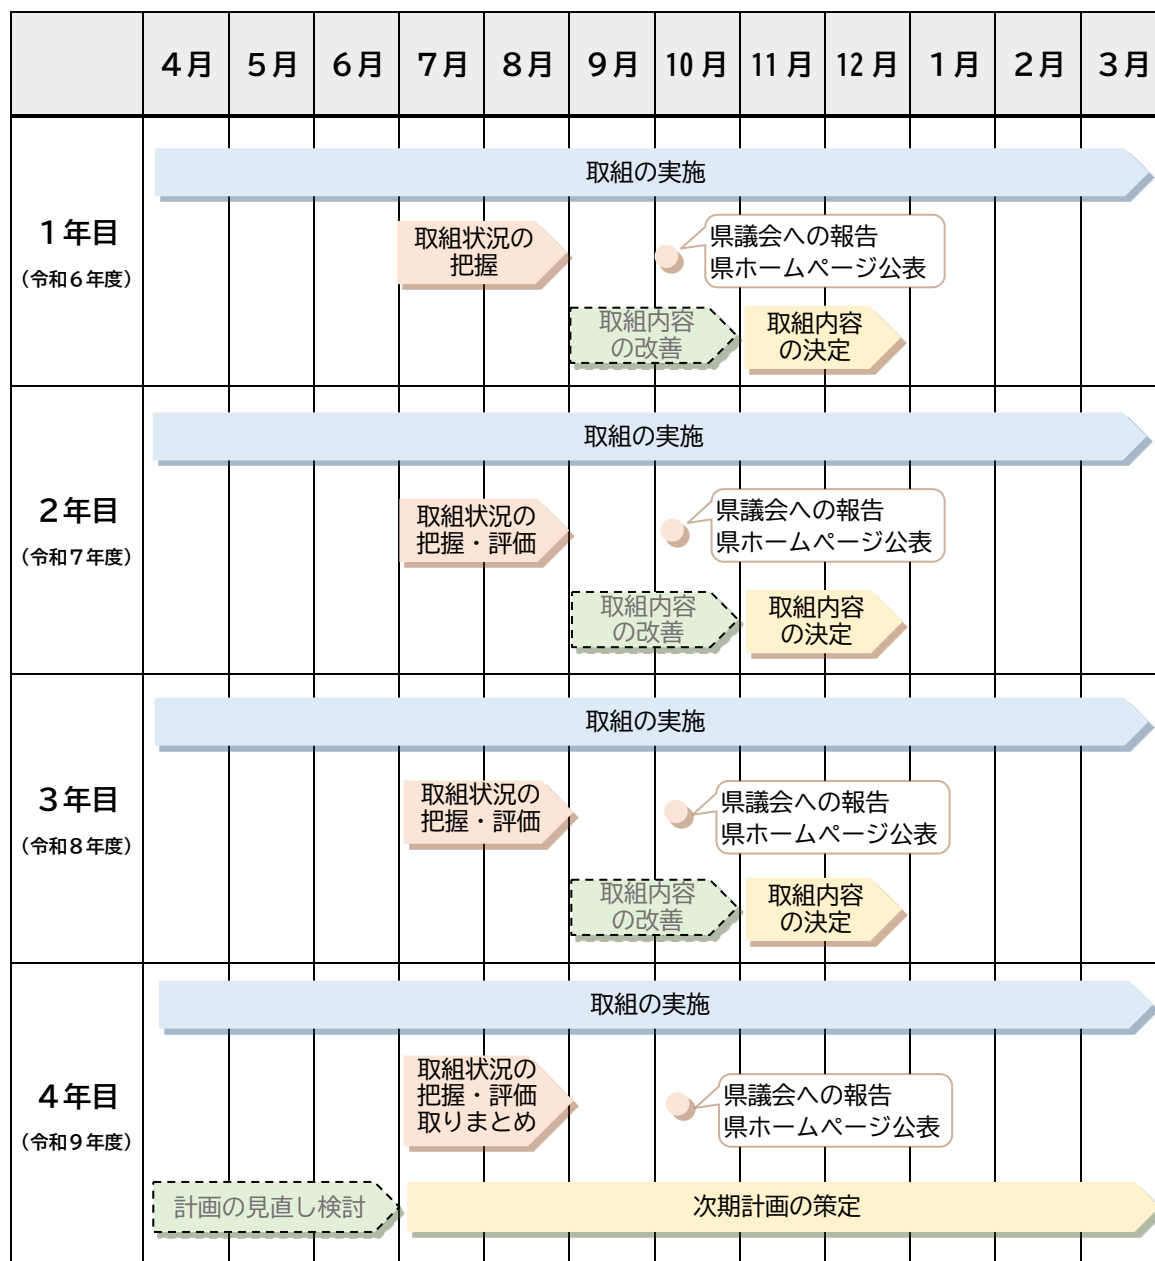 4月 5月 6月 7月 8月 9月 10月 11月 12月 1月 2月 3月
1年目
（令和6年度）
取組の実施
取組状況の
把握
県議会への報告
県ホームページ公表
取組内容
の改善
取組内容
の決定
2年目
（令和7年度）
取組の実施
取組状況の
把握・評価
県議会への報告
県ホームページ公表
取組内容
の改善
取組内容
の決定
3年目
（令和8年度）
取組の実施
取組状況の
把握・評価
県議会への報告
県ホームページ公表
取組内容
の改善
取組内容
の決定
4年目
（令和9年度）
取組の実施
取組状況の
把握・評価
取りまとめ
県議会への報告
県ホームページ公表
計画の見直し検討
次期計画の策定